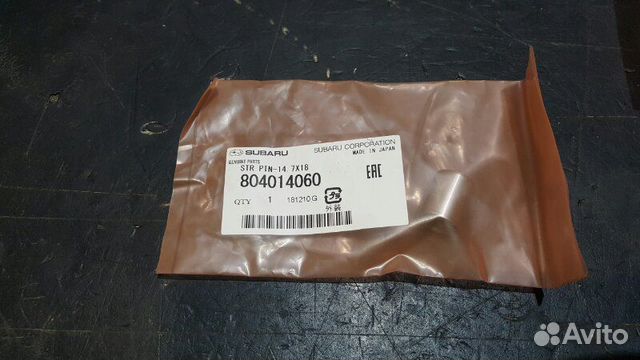 SUBARU
SUBARU CORPORATION
GENUINE PARTS
MADE IN JAPAN
STR PIN-14.7X18
EAC
804014060
QTY 1 181210G
外装
Avito